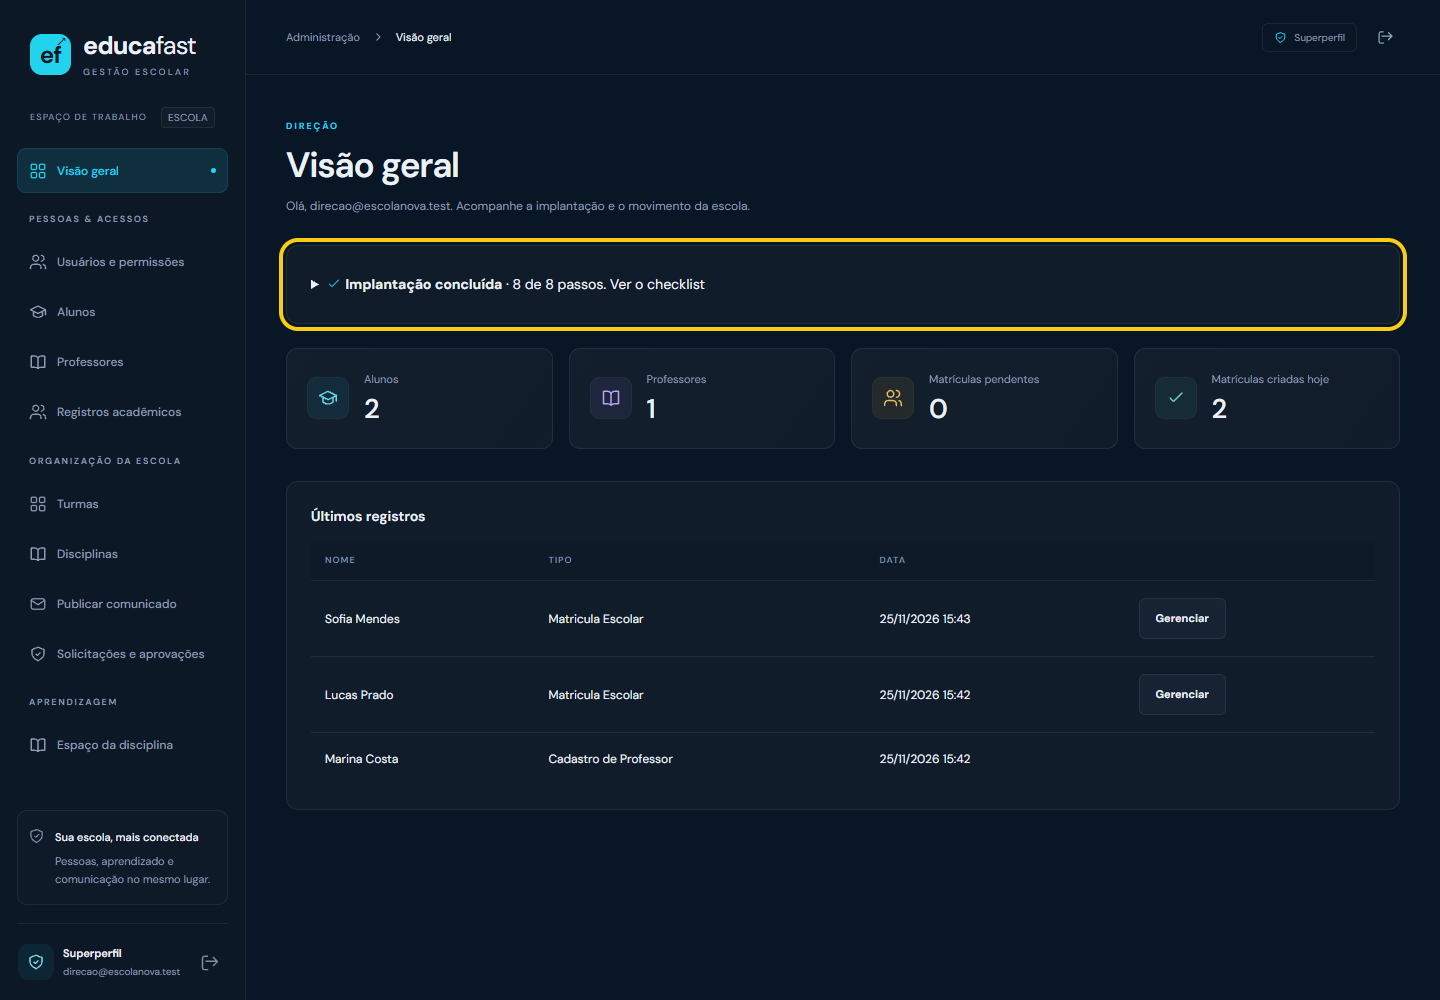 ef educafast
GESTÃO ESCOLAR
ESPAÇO DE TRABALHO ESCOLA
Visão geral
PESSOAS & ACESSOS
Usuários e permissões
Alunos
Professores
Registros acadêmicos
ORGANIZAÇÃO DA ESCOLA
Turmas
Disciplinas
Publicar comunicado
Solicitações e aprovações
APRENDIZAGEM
Espaço da disciplina
Sua escola, mais conectada
Pessoas, aprendizado e
comunicação no mesmo lugar.
Superperfil
direcao@escolanova.test
Administração > Visão geral
Superperfil
DIREÇÃO
Visão geral
Olá, direcao@escolanova.test. Acompanhe a implantação e o movimento da escola.
Implantação concluída · 8 de 8 passos. Ver o checklist
Alunos
2
Professores
1
Matrículas pendentes
0
Matrículas criadas hoje
2
Últimos registros
NOME TIPO DATA
Sofia Mendes Matricula Escolar 25/11/2026 15:43 Gerenciar
Lucas Prado Matricula Escolar 25/11/2026 15:42 Gerenciar
Marina Costa Cadastro de Professor 25/11/2026 15:42